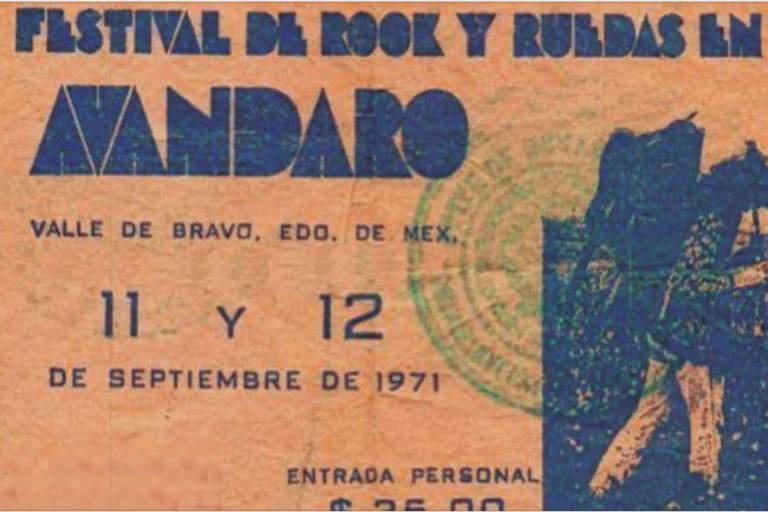 FESTIVAL DE ROCK Y RUEDAS EN
AVANDARO
VALLE DE BRAVO, EDO. DE MEX.
11 Y 12
DE SEPTIEMBRE DE 1971
ENTRADA PERSONAL